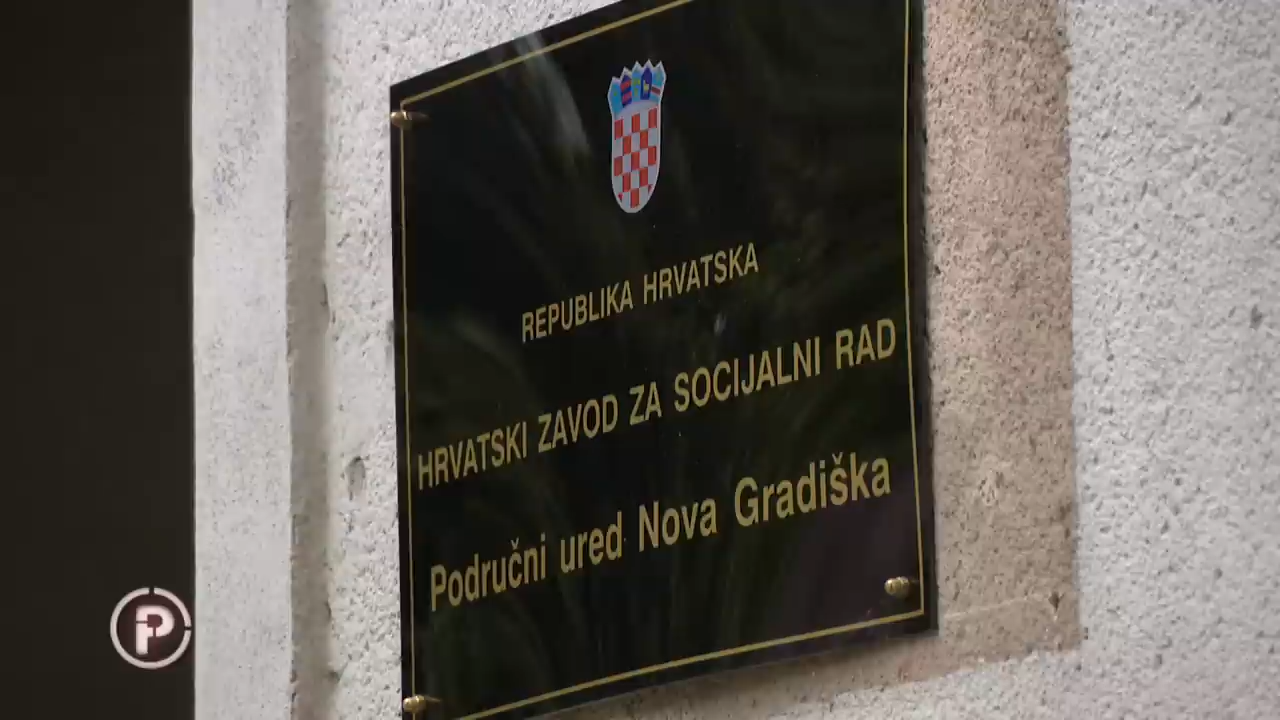 REPUBLIKA HRVATSKA
HRVATSKI ZAVOD ZA SOCIJALNI RAD
Područni ured Nova Gradiška
P